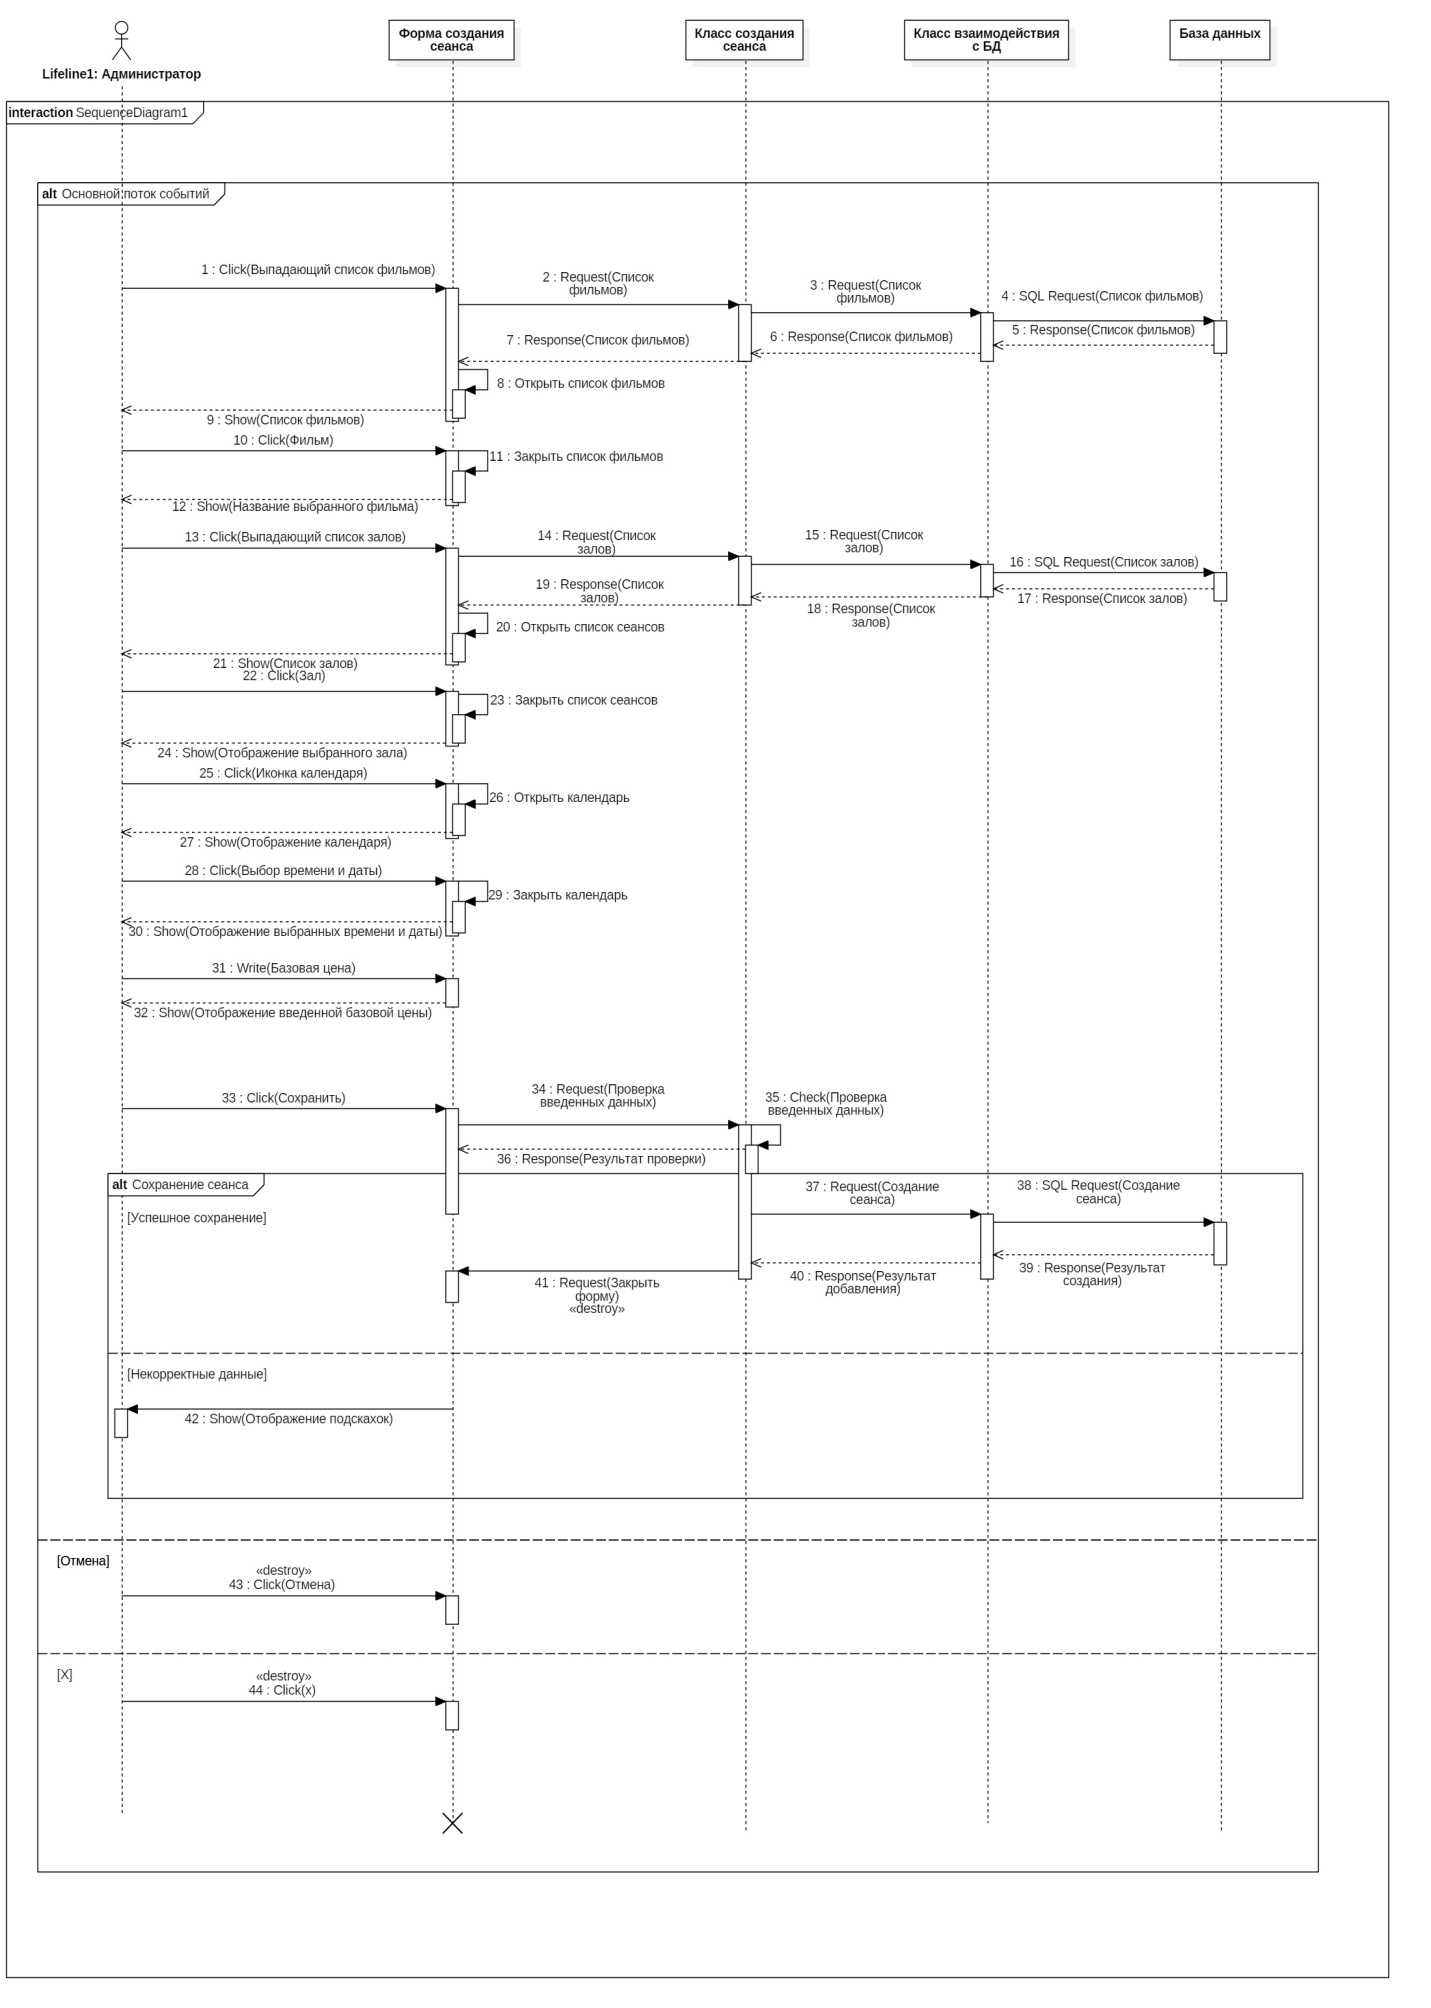 Форма создания
сеанса
Класс создания
сеанса
Класс взаимодействия
с БД
База данных
Lifeline1: Администратор
interaction SequenceDiagram1
alt Основной поток событий
1 : Click(Выпадающий список фильмов)
2 : Request(Список
фильмов)
3 : Request(Список
фильмов)
4 : SQL Request(Список фильмов)
5 : Response(Список фильмов)
6 : Response(Список фильмов)
7 : Response(Список фильмов)
8 : Открыть список фильмов
9 : Show(Список фильмов)
10 : Click(Фильм)
11 : Закрыть список фильмов
12 : Show(Название выбранного фильма)
13 : Click(Выпадающий список залов)
14 : Request(Список
залов)
15 : Request(Список
залов)
16 : SQL Request(Список залов)
17 : Response(Список залов)
18 : Response(Список
залов)
19 : Response(Список
залов)
20 : Открыть список сеансов
21 : Show(Список залов)
22 : Click(Зал)
23 : Закрыть список сеансов
24 : Show(Отображение выбранного зала)
25 : Click(Иконка календаря)
26 : Открыть календарь
27 : Show(Отображение календаря)
28 : Click(Выбор времени и даты)
29 : Закрыть календарь
30 : Show(Отображение выбранных времени и даты)
31 : Write(Базовая цена)
32 : Show(Отображение введенной базовой цены)
33 : Click(Сохранить)
34 : Request(Проверка
введенных данных)
35 : Check(Проверка
введенных данных)
36 : Response(Результат проверки)
alt Сохранение сеанса
[Успешное сохранение]
37 : Request(Создание
сеанса)
38 : SQL Request(Создание
сеанса)
39 : Response(Результат
создания)
40 : Response(Результат
добавления)
41 : Request(Закрыть
форму)
«destroy»
[Некорректные данные]
42 : Show(Отображение подскахок)
[Отмена]
«destroy»
43 : Click(Отмена)
[X]
«destroy»
44 : Click(x)